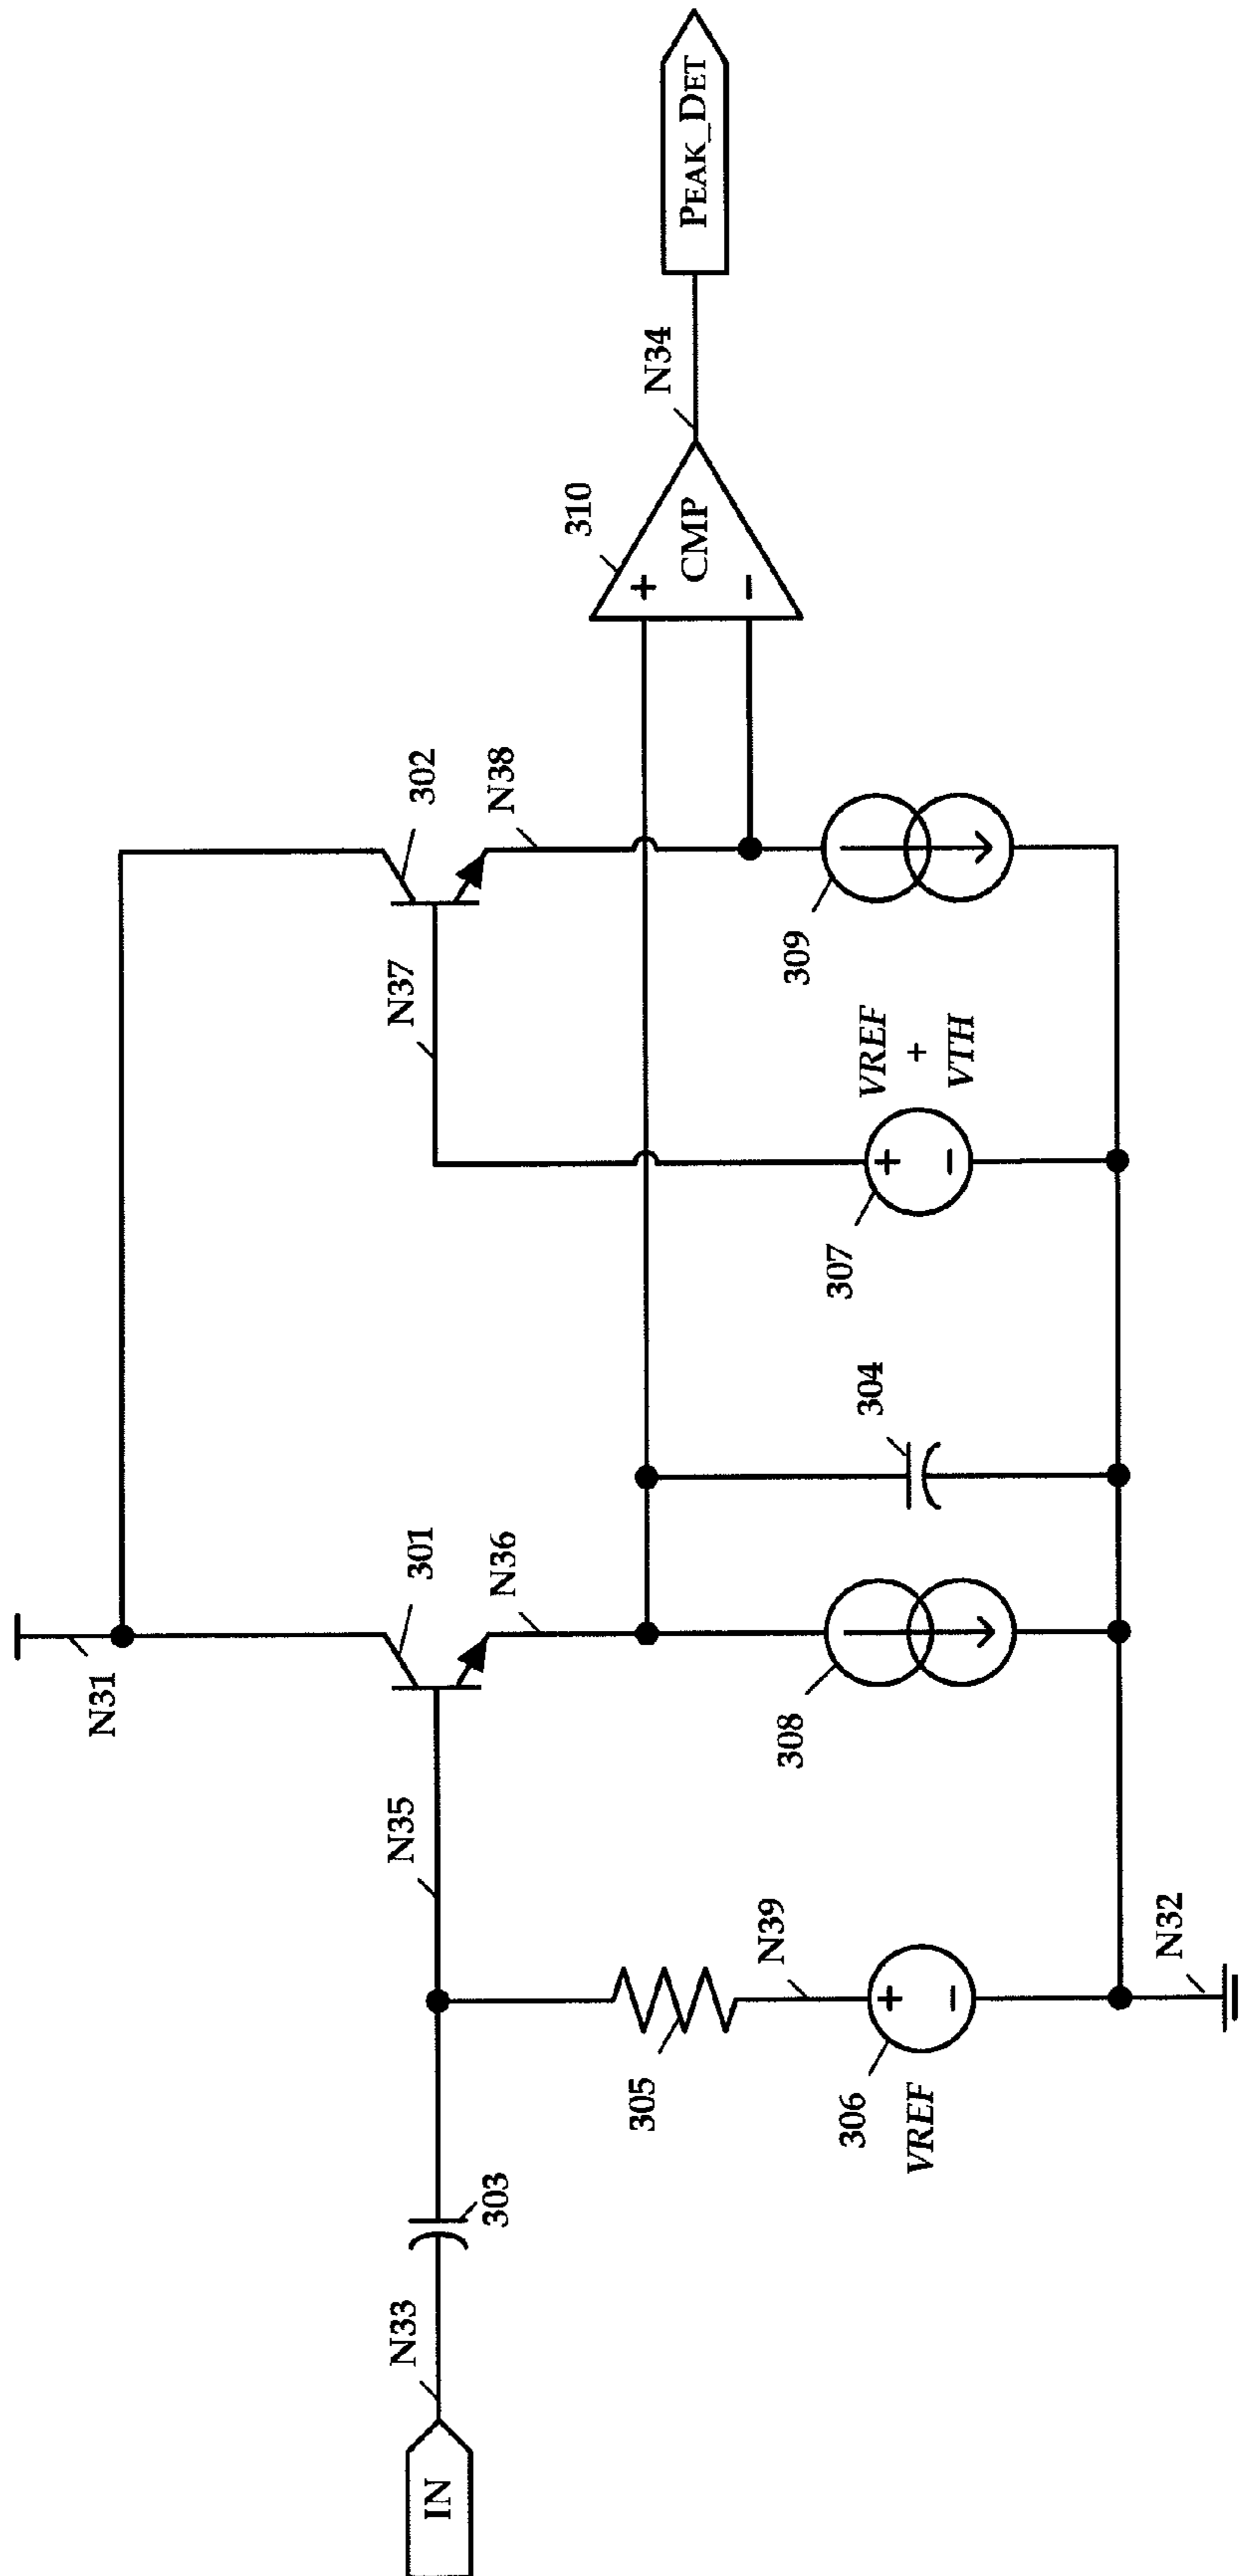 IN
N33
303
N35
305
N39
306
VREF
N32
N31
301
N36
308
304
N37
307
VREF
+
VTH
302
N38
309
310
+
CMP
−
N34
PEAK_DET
+
−
+
−